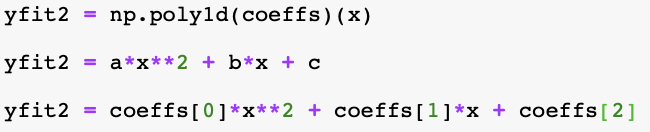 yfit2 = np.poly1d(coeffs)(x)
yfit2 = a*x**2 + b*x + c
yfit2 = coeffs[0]*x**2 + coeffs[1]*x + coeffs[2]